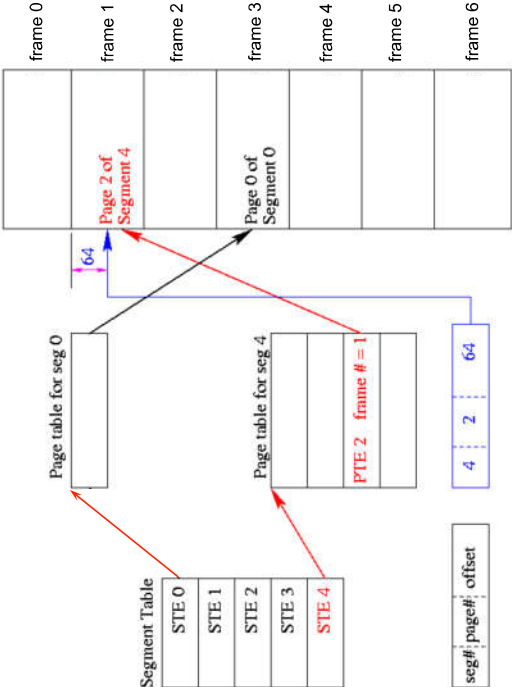 Segment Table
STE 0
STE 1
STE 2
STE 3
STE 4
seg# page# offset
Page table for seg 0
Page table for seg 4
PTE 2 frame # = 1
4 2 64
64
Page 2 of
Segment 4
Page 0 of
Segment 0
frame 0
frame 1
frame 2
frame 3
frame 4
frame 5
frame 6